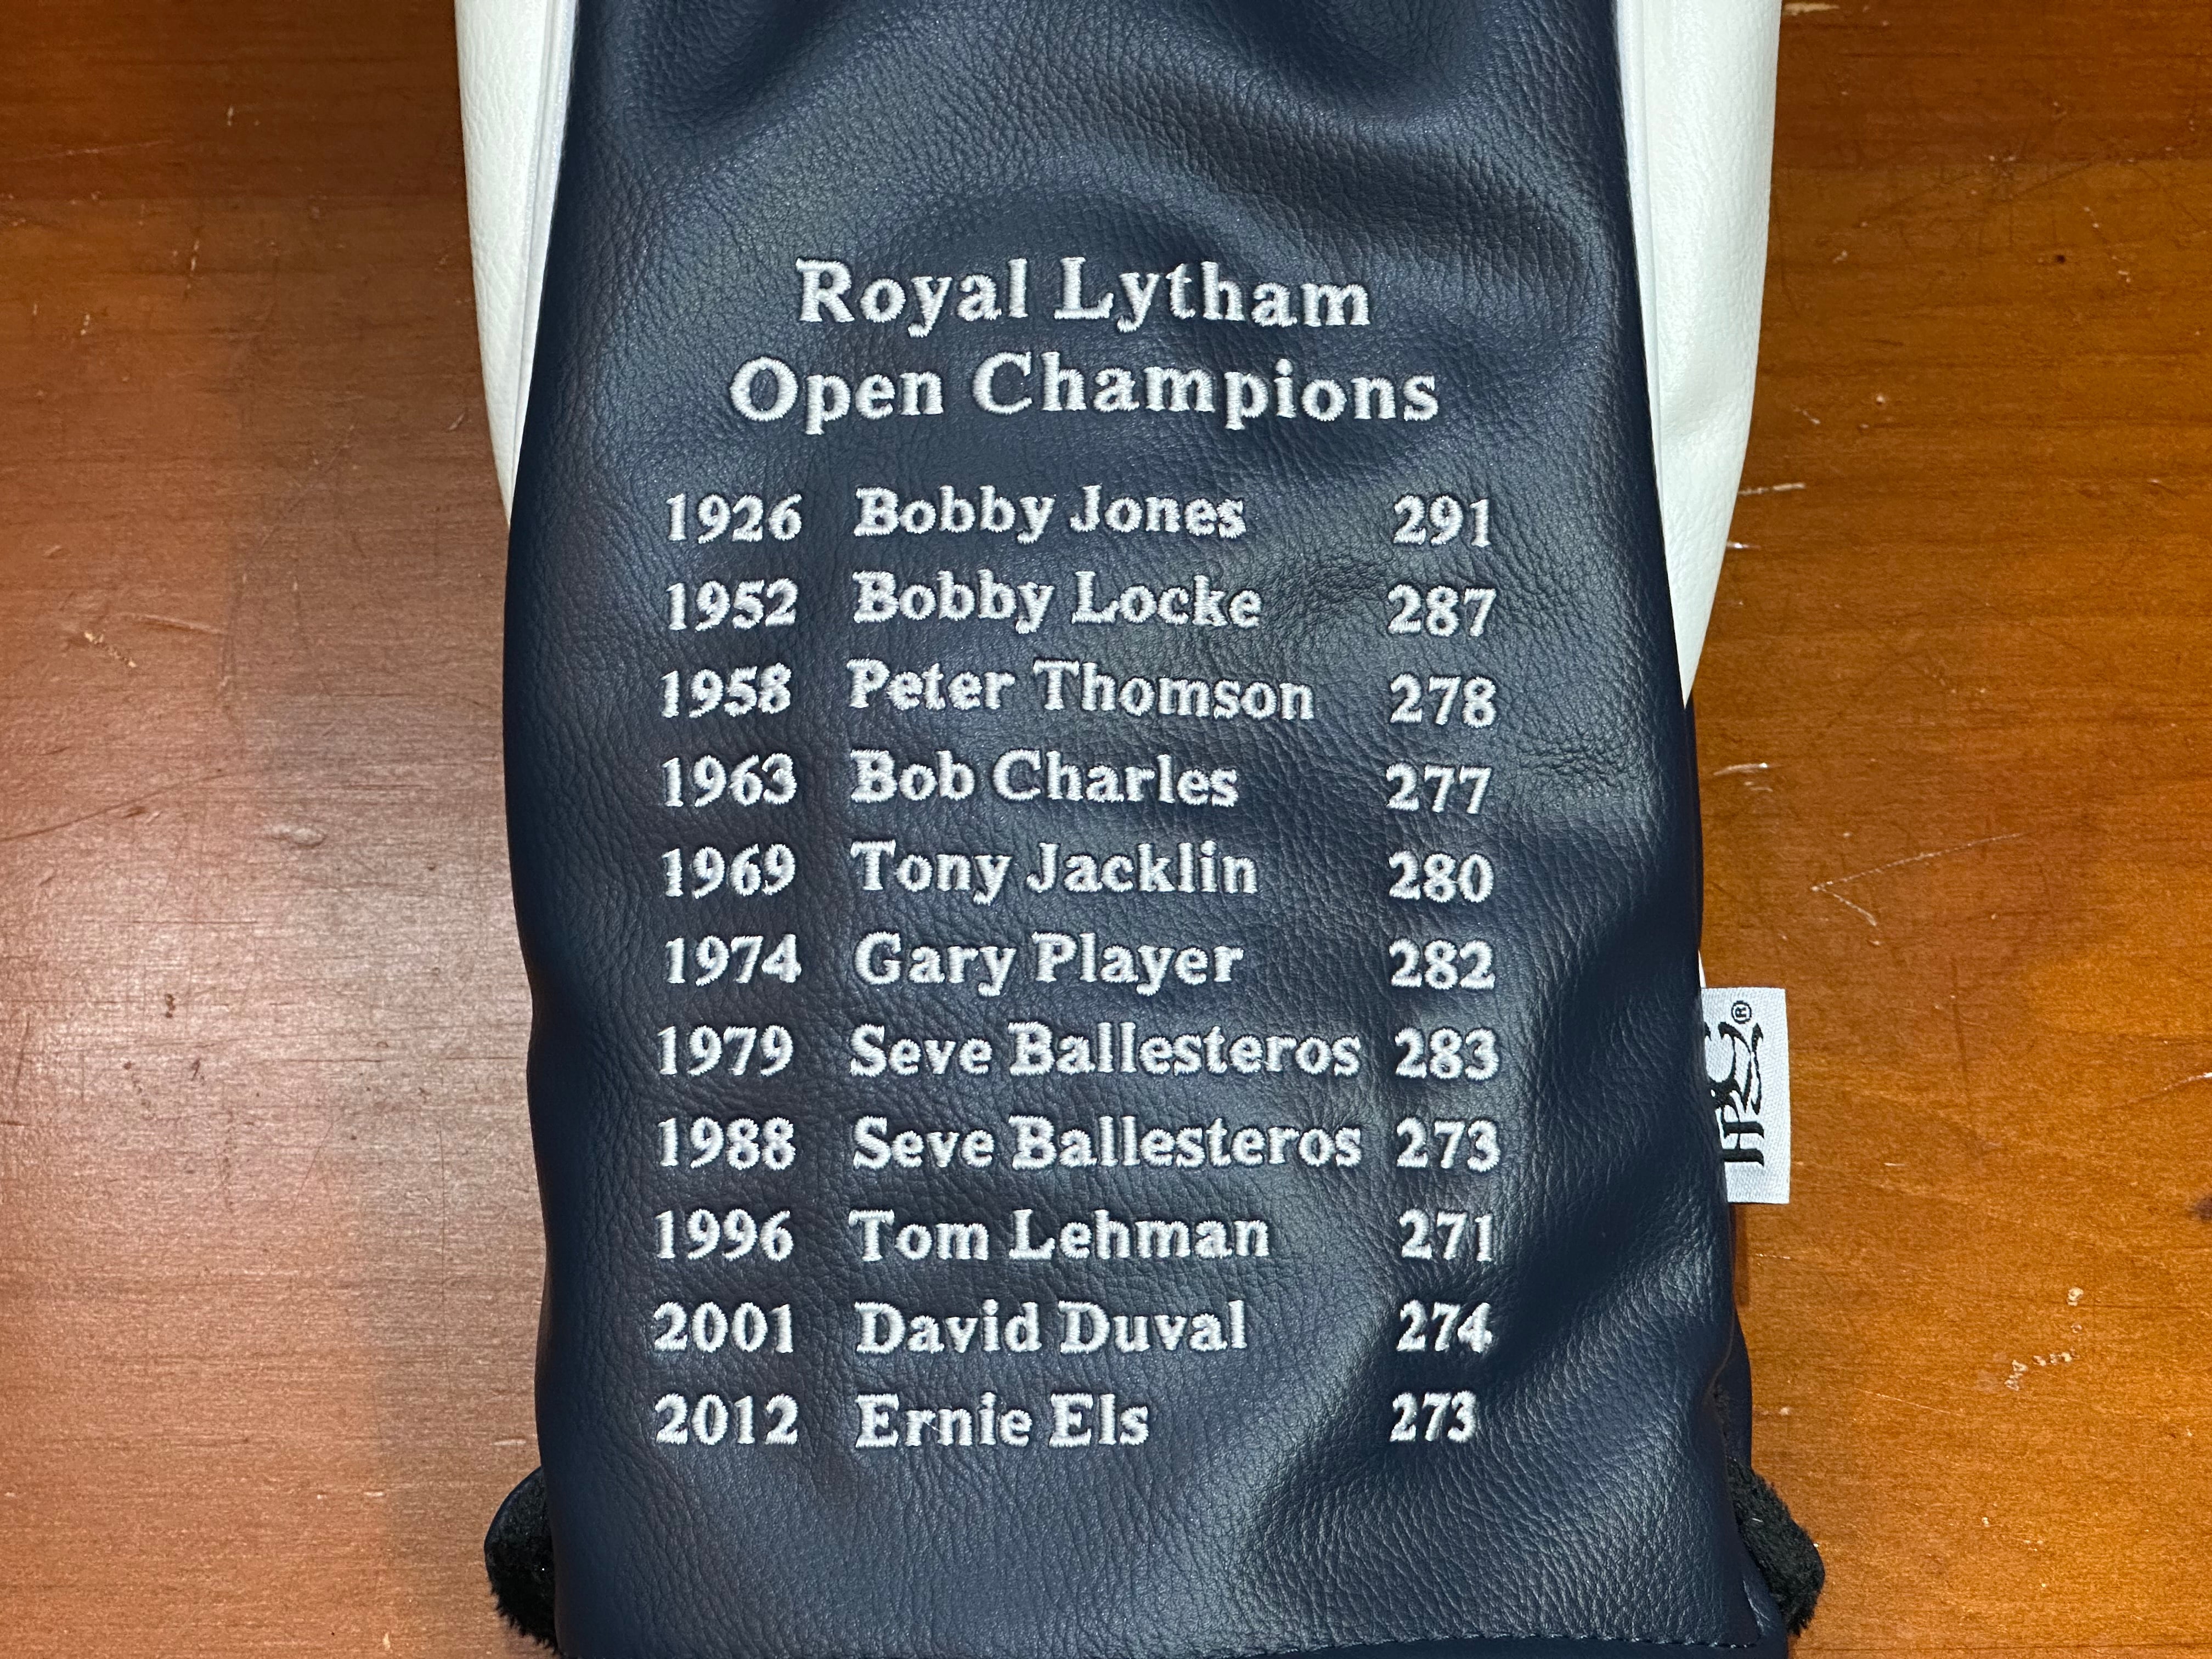 Royal Lytham
Open Champions
1926 Bobby Jones 291
1952 Bobby Locke 287
1958 Peter Thomson 278
1963 Bob Charles 277
1969 Tony Jacklin 280
1974 Gary Player 282
1979 Seve Ballesteros 283
1988 Seve Ballesteros 273
1996 Tom Lehman 271
2001 David Duval 274
2012 Ernie Els 273